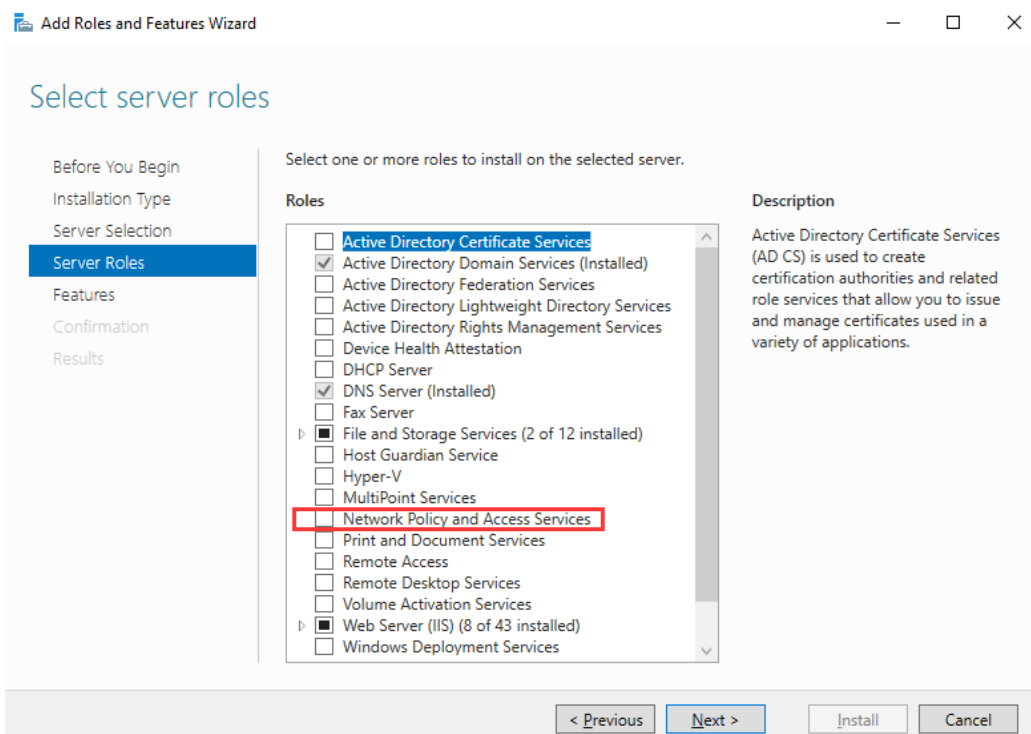 Add Roles and Features Wizard
Select server roles
Before You Begin
Installation Type
Server Selection
Server Roles
Features
Confirmation
Results
Select one or more roles to install on the selected server.
Roles
Active Directory Certificate Services
Active Directory Domain Services (Installed)
Active Directory Federation Services
Active Directory Lightweight Directory Services
Active Directory Rights Management Services
Device Health Attestation
DHCP Server
DNS Server (Installed)
Fax Server
File and Storage Services (2 of 12 installed)
Host Guardian Service
Hyper-V
MultiPoint Services
Network Policy and Access Services
Print and Document Services
Remote Access
Remote Desktop Services
Volume Activation Services
Web Server (IIS) (8 of 43 installed)
Windows Deployment Services
Description
Active Directory Certificate Services
(AD CS) is used to create
certification authorities and related
role services that allow you to issue
and manage certificates used in a
variety of applications.
< Previous
Next >
Install
Cancel